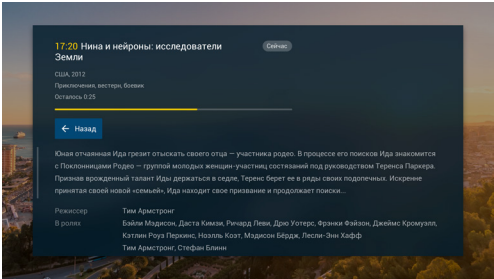 17:20 Нина и нейроны: исследователи
Земли
Сейчас
США, 2012
Приключения, вестерн, боевик
Осталось 0:25
← Назад
Юная отчаянная Ида грезит отыскать своего отца — участника родео. В процессе его поисков Ида знакомится
с Поклонницами Родео — группой молодых женщин-участниц состязаний под руководством Теренса Паркера.
Признав врожденный талант Иды держаться в седле, Теренс берет ее в ряды своих подопечных. Искренне
принятая своей новой «семьей», Ида находит свое призвание и продолжает поиски...
Режиссер Тим Армстронг
В ролях Бэйли Мэдисон, Даста Кимзи, Ричард Леви, Дрю Уотерс, Фрэнки Фэйзон, Джеймс Кромуэлл,
Кэтлин Роуз Перкинс, Ноэлль Коэт, Мэдисон Бёрдж, Лесли-Энн Хафф
Тим Армстронг, Стефан Блинн